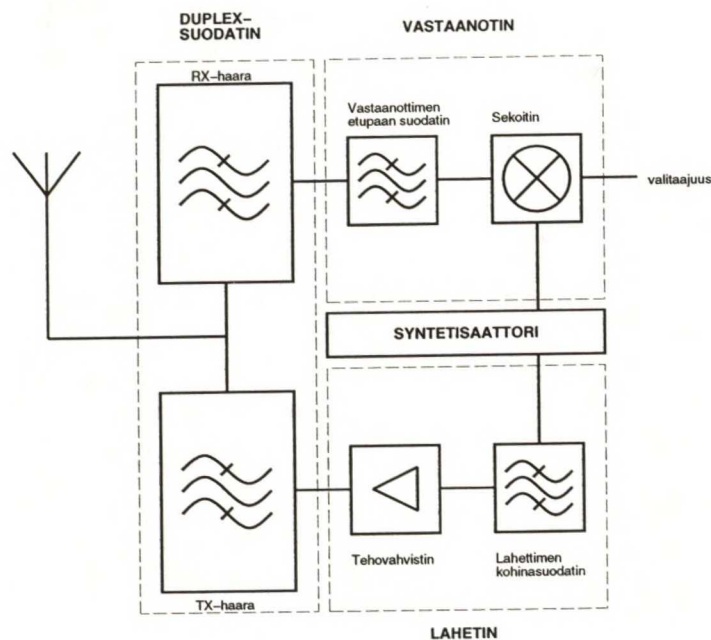 DUPLEX–
SUODATIN
VASTAANOTIN
RX–haara
Vastaanottimen
etupaan suodatin
Sekoitin
valitaajuus
SYNTETISAATTORI
Tehovahvistin
Lahettimen
kohinasuodatin
TX–haara
LAHETIN